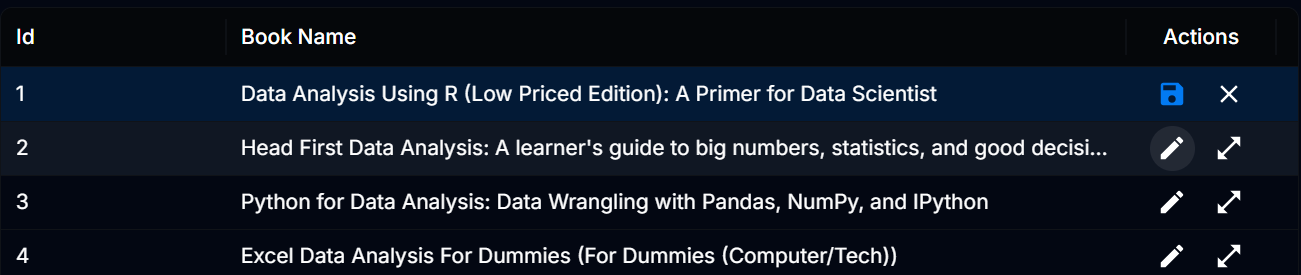 Id Book Name Actions
1 Data Analysis Using R (Low Priced Edition): A Primer for Data Scientist
2 Head First Data Analysis: A learner's guide to big numbers, statistics, and good decisi...
3 Python for Data Analysis: Data Wrangling with Pandas, NumPy, and IPython
4 Excel Data Analysis For Dummies (For Dummies (Computer/Tech))